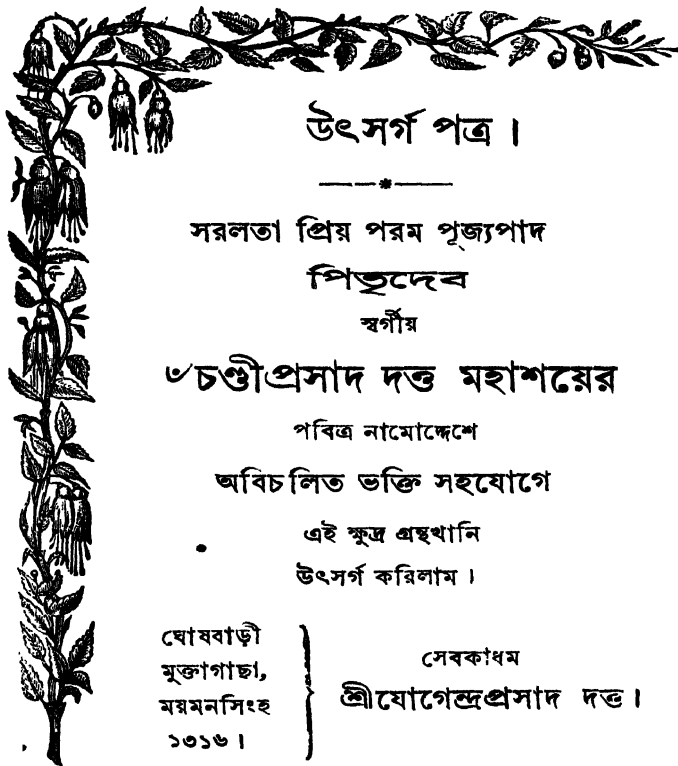 উৎসর্গ পত্র ।
সরলতা প্রিয় পরম পূজ্যপাদ
পিতৃদেব
স্বর্গীয়
৺চণ্ডীপ্রসাদ দত্ত মহাশয়ের
পবিত্র নামোদ্দেশে
অবিচলিত ভক্তি সহযোগে
এই ক্ষুদ্র গ্রন্থখানি
উৎসর্গ করিলাম ।
ঘোষবাড়ী
মুক্তাগাছা,
ময়মনসিংহ
১৩১৬ ।
সেবকাধম
শ্রীযোগেন্দ্রপ্রসাদ দত্ত ।